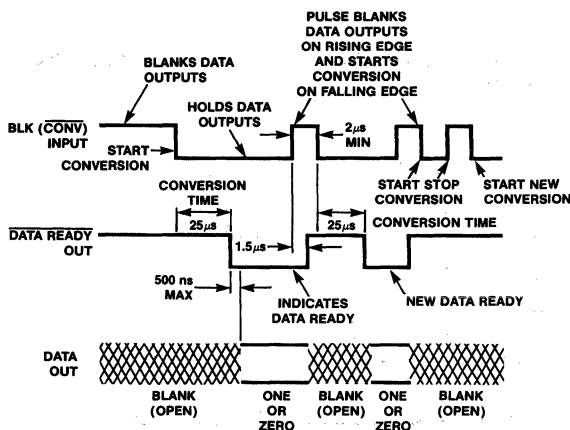 PULSE BLANKS
DATA OUTPUTS
ON RISING EDGE
AND STARTS
CONVERSION
ON FALLING EDGE
BLANKS DATA
OUTPUTS
HOLDS DATA
OUTPUTS
2μs
MIN
BLK (CONV)
INPUT
START
CONVERSION
START STOP
CONVERSION
START NEW
CONVERSION
CONVERSION
TIME
CONVERSION TIME
25μs
25μs
DATA READY
OUT
1.5μs
500 ns
MAX
INDICATES
DATA READY
NEW DATA READY
DATA
OUT
BLANK
(OPEN)
ONE
OR
ZERO
BLANK
(OPEN)
ONE
OR
ZERO
BLANK
(OPEN)